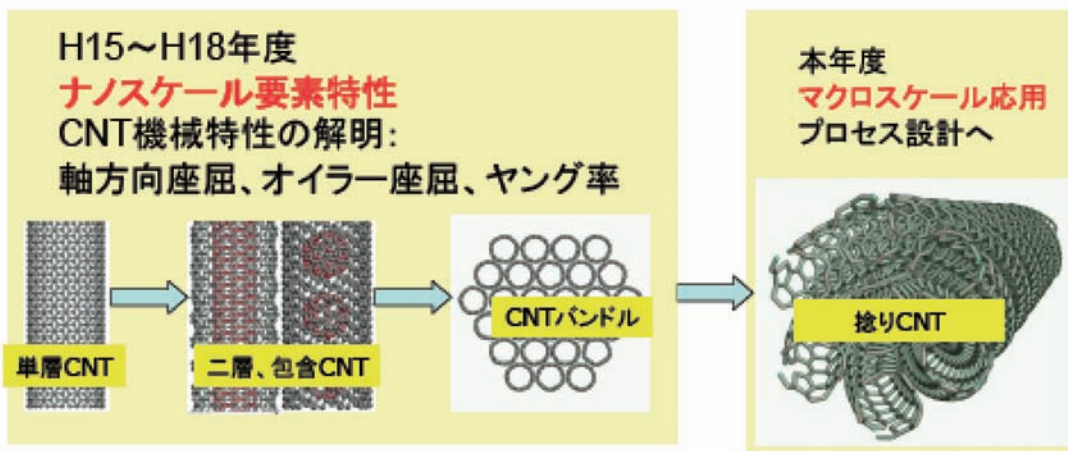 H15～H18年度
ナノスケール要素特性
CNT機械特性の解明:
軸方向座屈、オイラー座屈、ヤング率
単層CNT
二層、包含CNT
CNTバンドル
本年度
マクロスケール応用
プロセス設計へ
捻りCNT